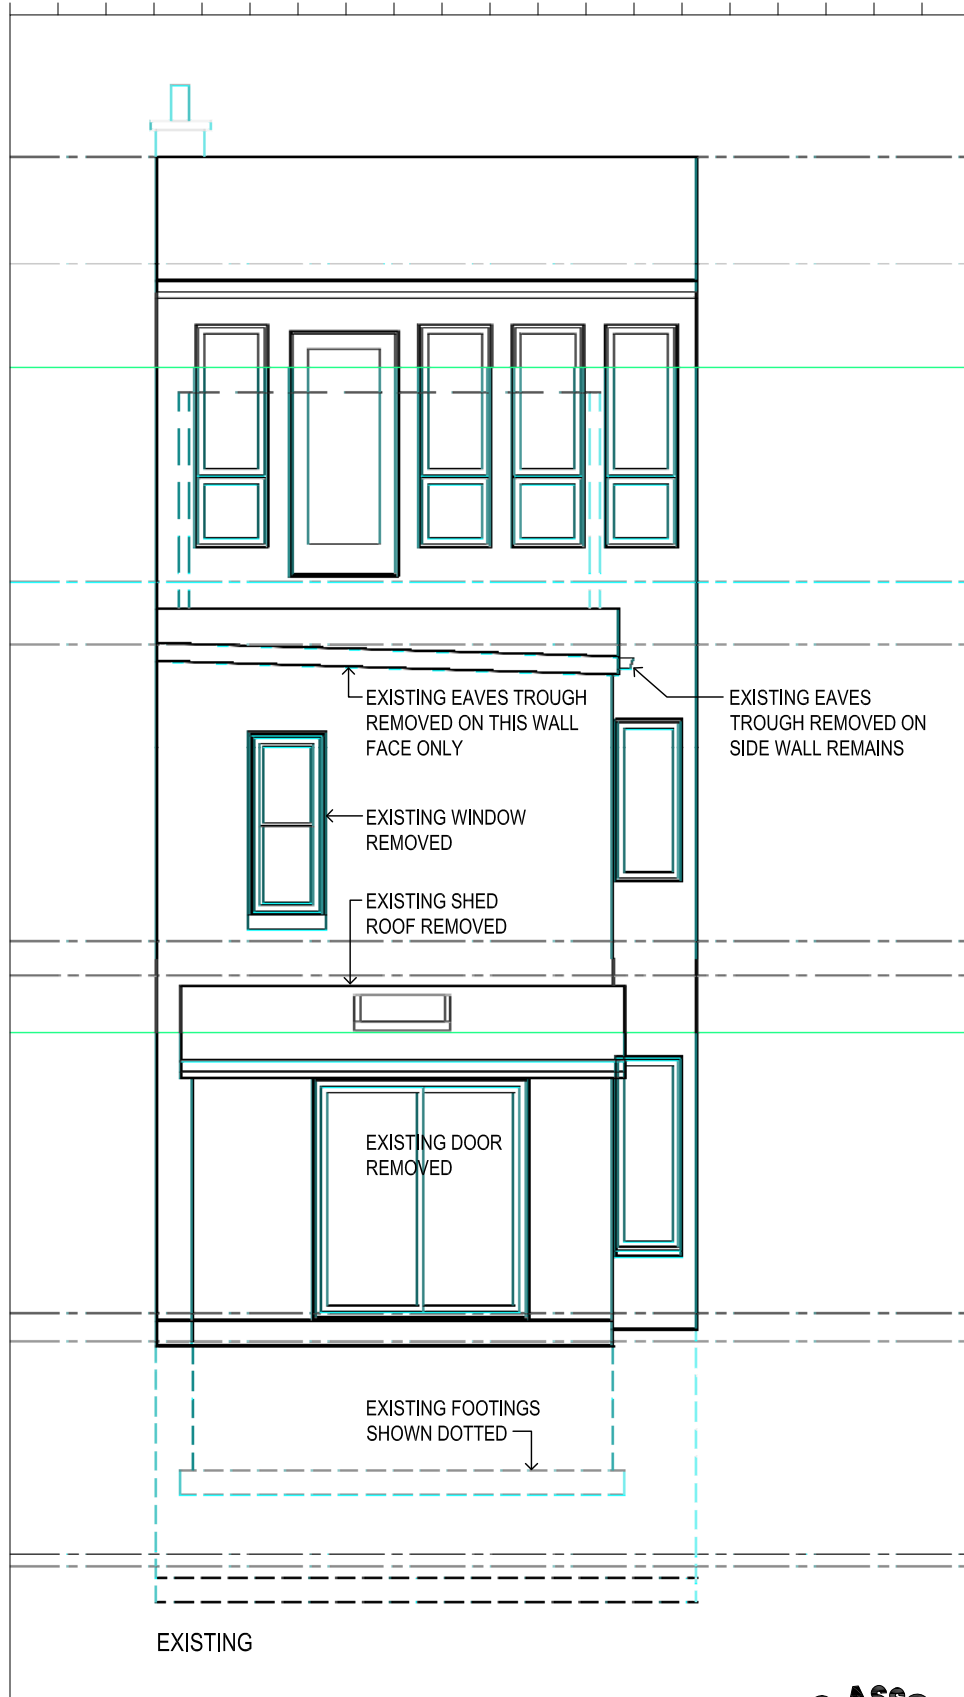 EXISTING EAVES TROUGH
REMOVED ON THIS WALL
FACE ONLY
EXISTING EAVES
TROUGH REMOVED ON
SIDE WALL REMAINS
EXISTING WINDOW
REMOVED
EXISTING SHED
ROOF REMOVED
EXISTING DOOR
REMOVED
EXISTING FOOTINGS
SHOWN DOTTED
EXISTING